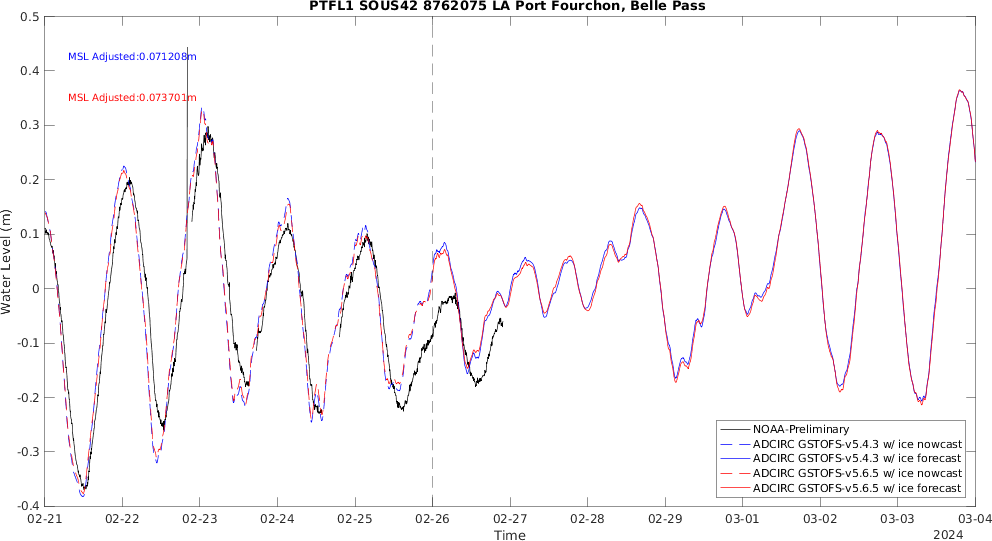 PTFL1 SOUS42 8762075 LA Port Fourchon, Belle Pass
MSL Adjusted:0.071208m
MSL Adjusted:0.073701m
Water Level (m)
0.5
0.4
0.3
0.2
0.1
0
-0.1
-0.2
-0.3
-0.4
NOAA-Preliminary
ADCIRC GSTOFS-v5.4.3 w/ ice nowcast
ADCIRC GSTOFS-v5.4.3 w/ ice forecast
ADCIRC GSTOFS-v5.6.5 w/ ice nowcast
ADCIRC GSTOFS-v5.6.5 w/ ice forecast
02-21 02-22 02-23 02-24 02-25 02-26 02-27 02-28 02-29 03-01 03-02 03-03 03-04
Time
2024